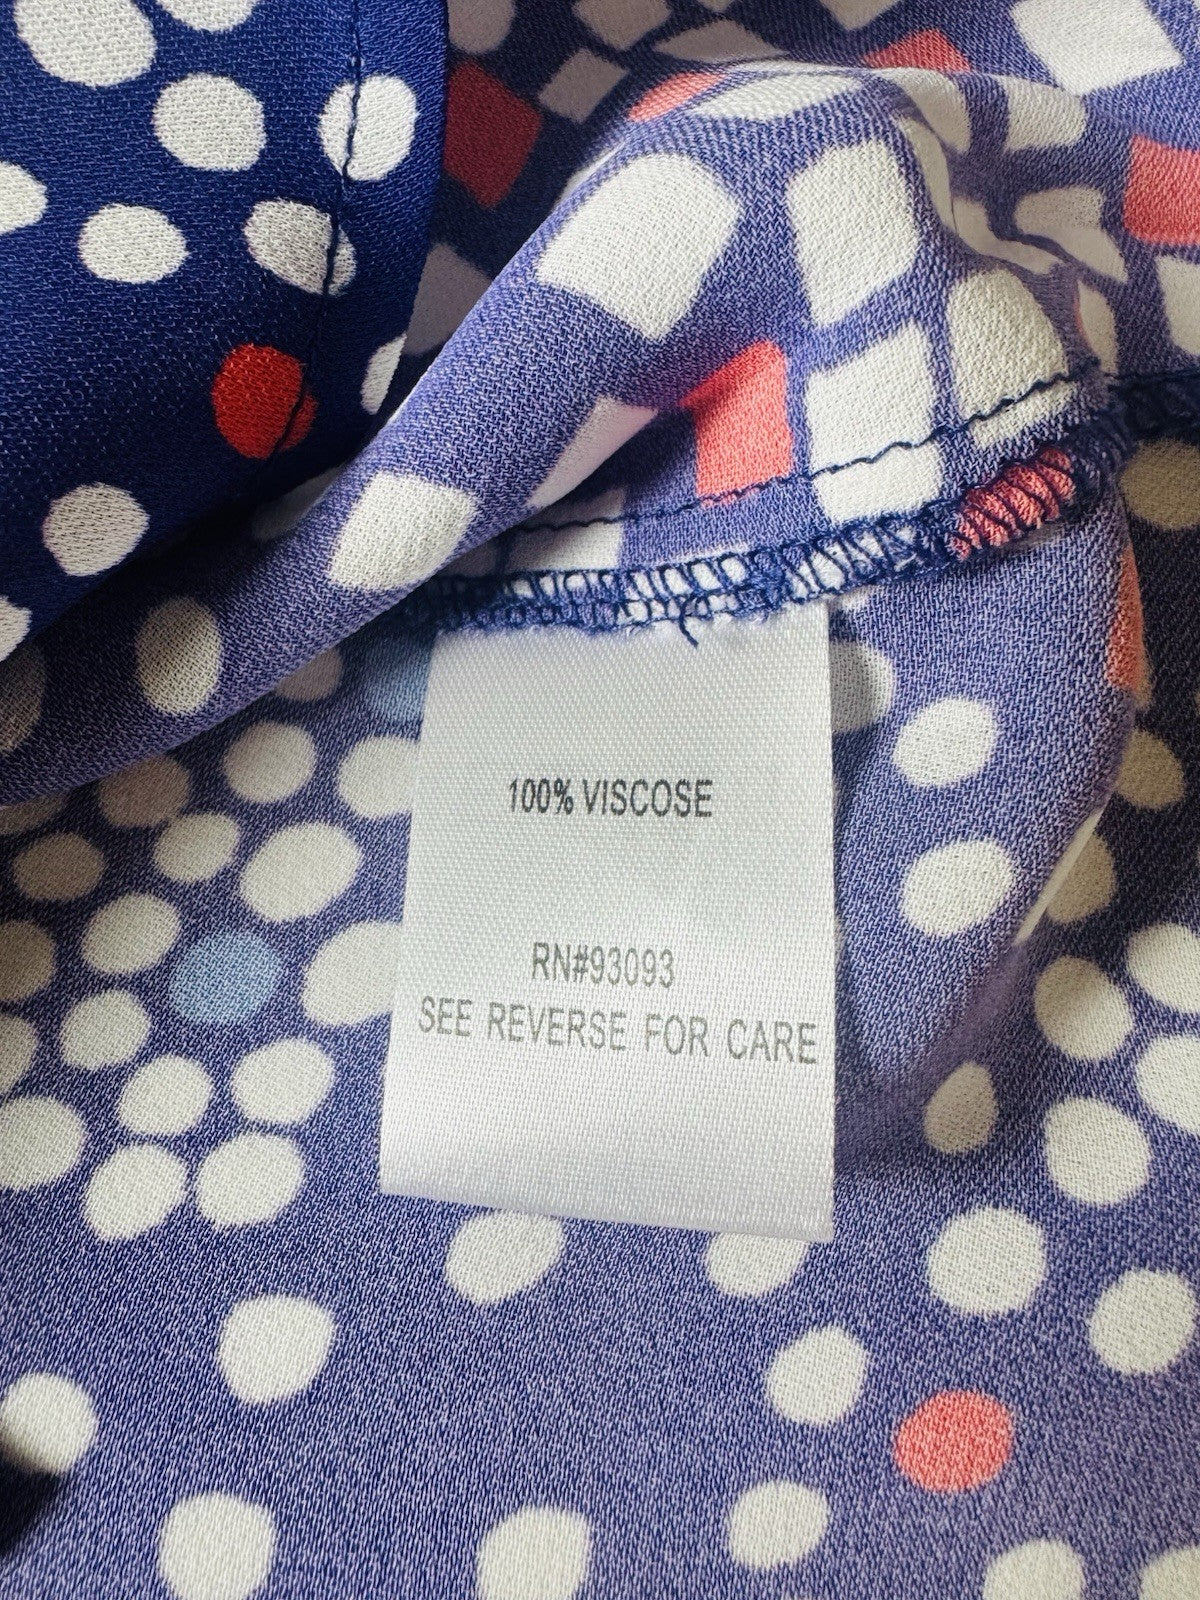 100% VISCOSE
RN#93093
SEE REVERSE FOR CARE